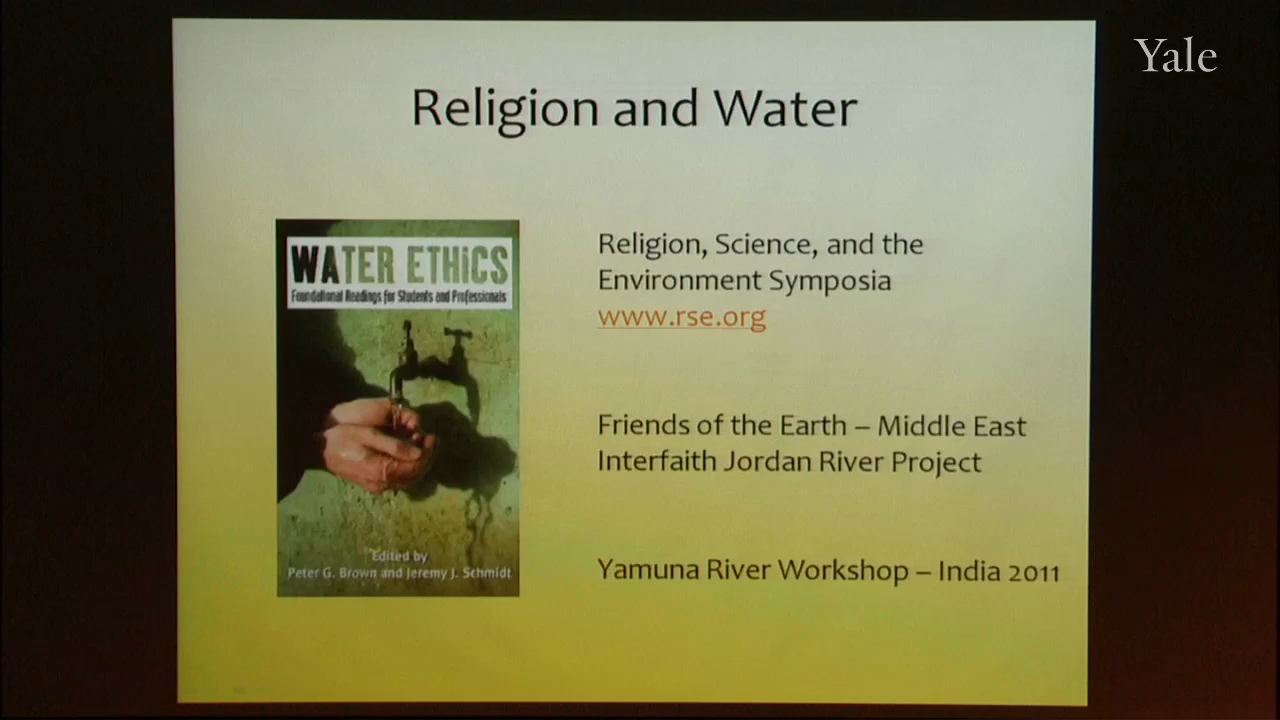 Yale
Religion and Water
WATER ETHiCS
Foundational Readings for Students and Professionals
Edited by
Peter G. Brown and Jeremy J. Schmidt
Religion, Science, and the
Environment Symposia
www.rse.org
Friends of the Earth – Middle East
Interfaith Jordan River Project
Yamuna River Workshop – India 2011